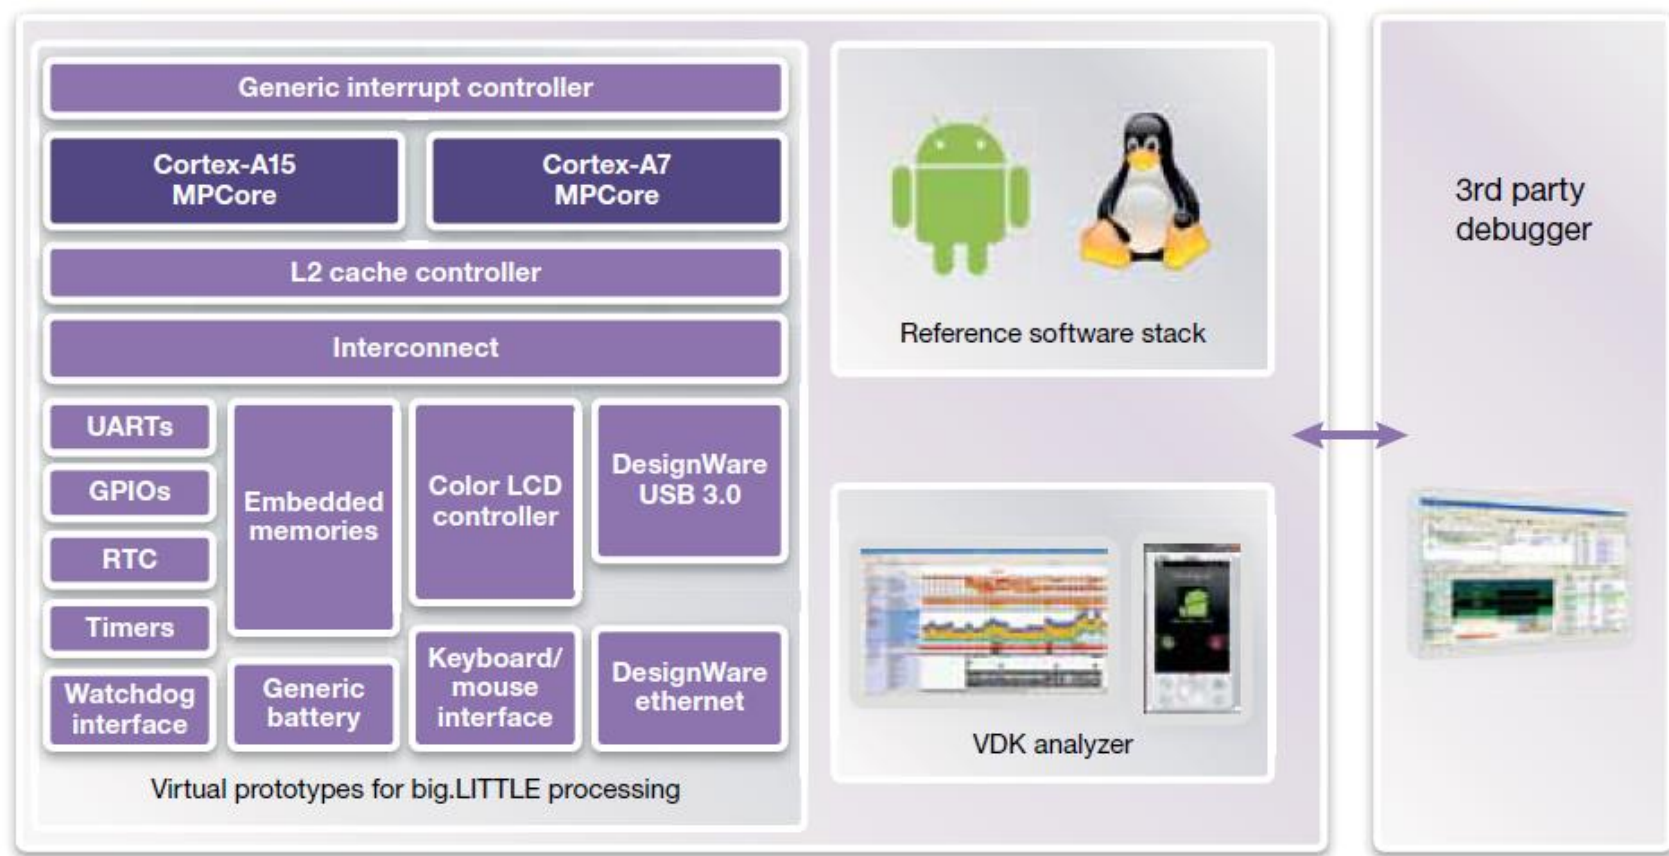 Generic interrupt controller
Cortex-A15
MPCore
Cortex-A7
MPCore
L2 cache controller
Interconnect
UARTs
GPIOs
RTC
Timers
Watchdog
interface
Embedded
memories
Generic
battery
Color LCD
controller
Keyboard/
mouse
interface
DesignWare
USB 3.0
DesignWare
ethernet
Virtual prototypes for big.LITTLE processing
Reference software stack
VDK analyzer
3rd party
debugger